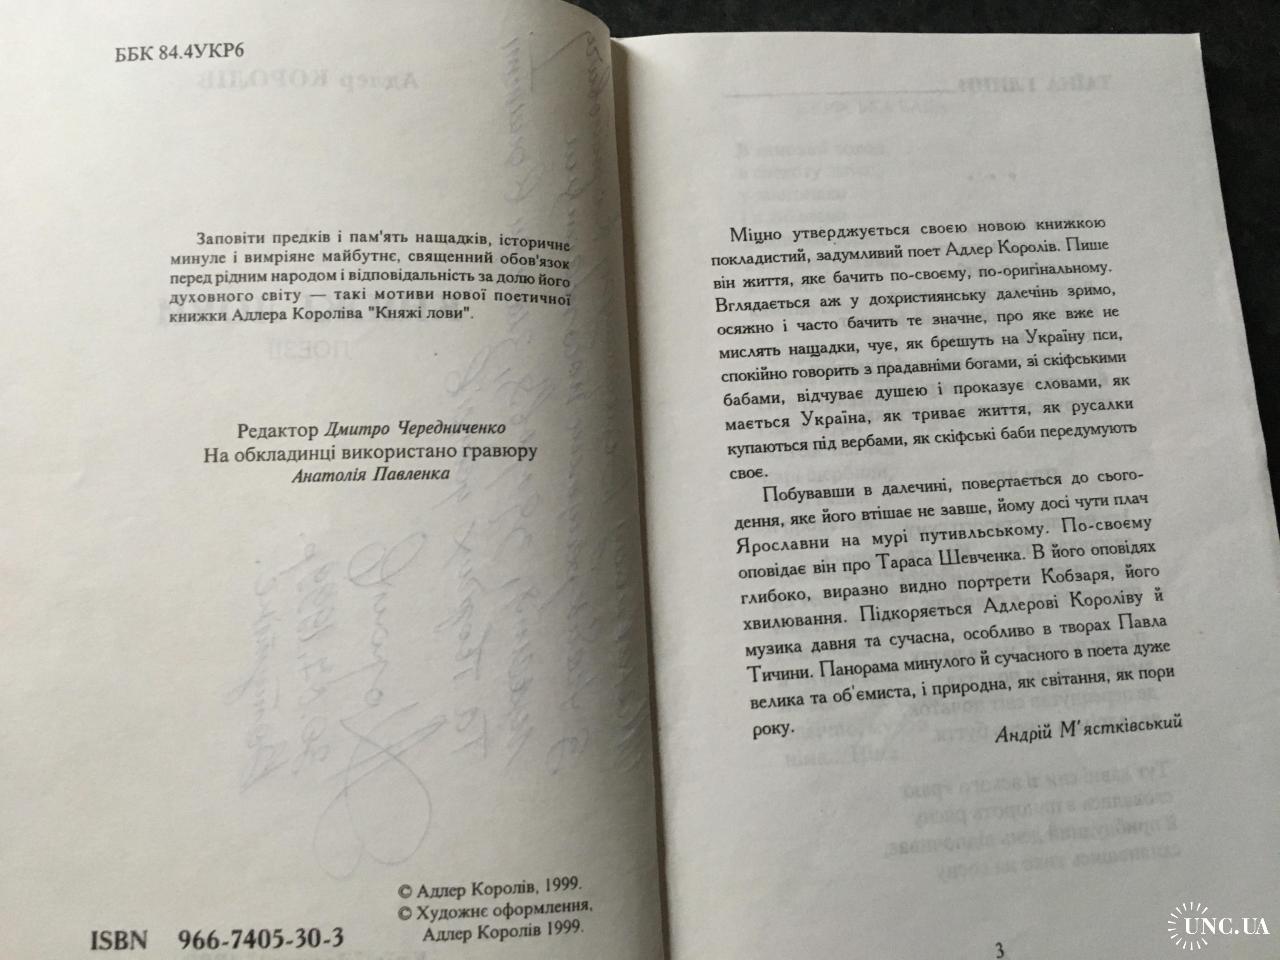 ББК 84.4УКР6
Заповіти предків і пам'ять нащадків, історичне
минуле і вимріяне майбутнє, священний обов'язок
перед рідним народом і відповідальність за долю його
духовного світу — такі мотиви нової поетичної
книжки Адлера Короліва "Княжі лови".
Редактор Дмитро Чередниченко
На обкладинці використано гравюру
Анатолія Павленка
© Адлер Королів, 1999.
© Художнє оформлення,
Адлер Королів 1999.
ISBN 966-7405-30-3
Міцно утверджується своєю новою книжкою
покладистий, задумливий поет Адлер Королів. Пише
він життя, яке бачить по-своєму, по-оригінальному.
Вглядається аж у дохристиянську далечінь зримо,
осяжно і часто бачить те значне, про яке вже не
мислять нащадки, чує, як брешуть на Україну пси,
спокійно говорить з прадавніми богами, зі скіфськими
бабами, відчуває душею і проказує словами, як
мається Україна, як триває життя, як русалки
купаються під вербами, як скіфські баби передумують
своє.
Побувавши в далечині, повертається до сього-
дення, яке його втішає не завше, йому досі чути плач
Ярославни на мурі путивльському. По-своєму
оповідає він про Тараса Шевченка. В його оповідях
глибоко, виразно видно портрети Кобзаря, його
хвилювання. Підкоряється Адлерові Короліву й
музика давня та сучасна, особливо в творах Павла
Тичини. Панорама минулого й сучасного в поета дуже
велика та об'ємиста, і природна, як світання, як пори
року.
Андрій М'ястківський
3
UNC.UA